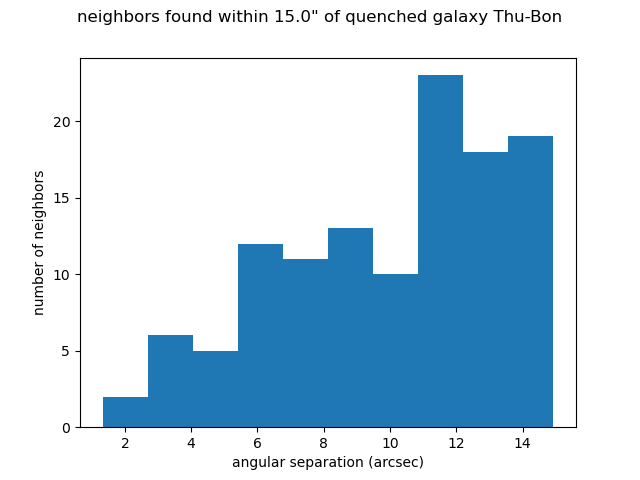 neighbors found within 15.0" of quenched galaxy Thu-Bon
20
15
10
5
0
number of neighbors
2 4 6 8 10 12 14
angular separation (arcsec)